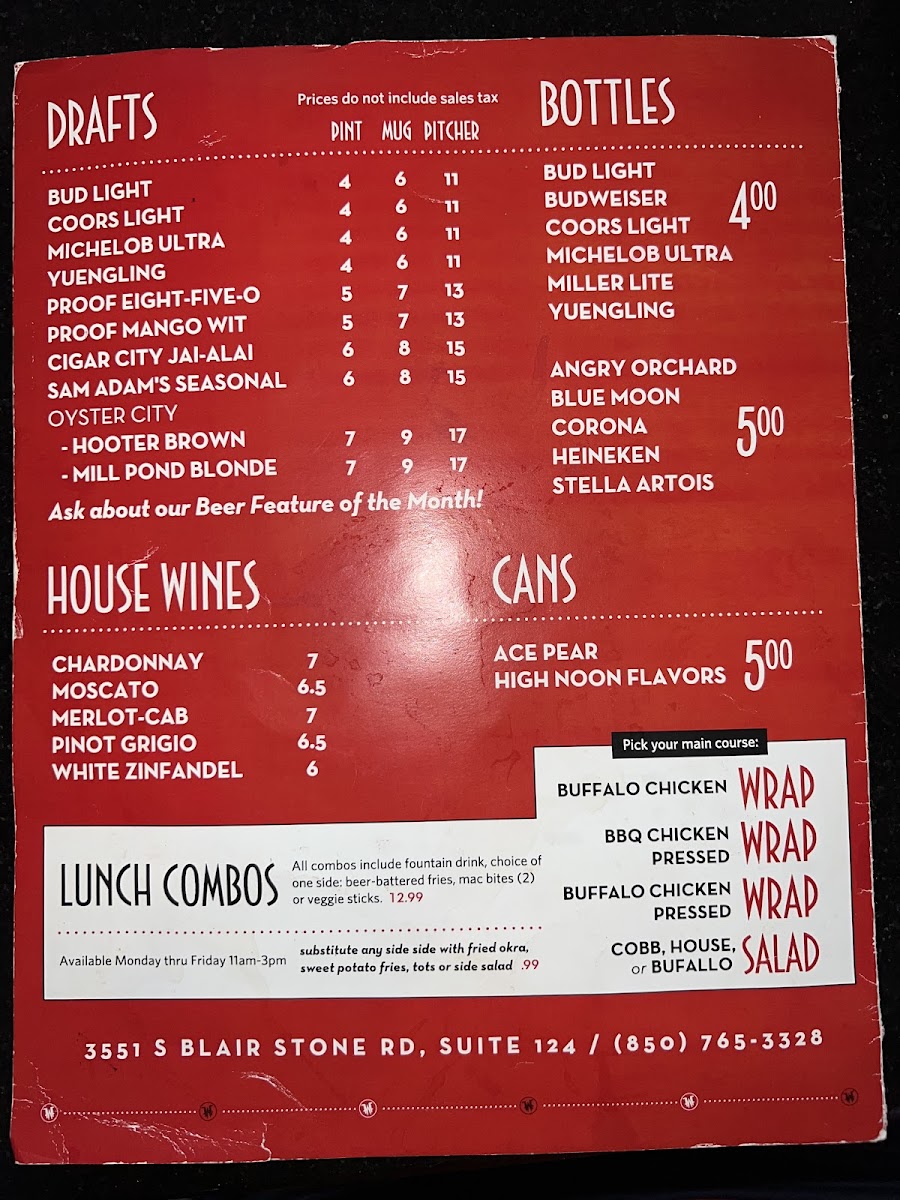 DRAFTS
Prices do not include sales tax
PINT MUG PITCHER
BUD LIGHT 4 6 11
COORS LIGHT 4 6 11
MICHELOB ULTRA 4 6 11
YUENGLING 4 6 11
PROOF EIGHT-FIVE-O 5 7 13
PROOF MANGO WIT 5 7 13
CIGAR CITY JAI-ALAI 6 8 15
SAM ADAM'S SEASONAL 6 8 15
OYSTER CITY
- HOOTER BROWN 7 9 17
- MILL POND BLONDE 7 9 17
Ask about our Beer Feature of the Month!
BOTTLES
BUD LIGHT
BUDWEISER
COORS LIGHT 400
MICHELOB ULTRA
MILLER LITE
YUENGLING
ANGRY ORCHARD
BLUE MOON
CORONA 500
HEINEKEN
STELLA ARTOIS
HOUSE WINES
CHARDONNAY 7
MOSCATO 6.5
MERLOT-CAB 7
PINOT GRIGIO 6.5
WHITE ZINFANDEL 6
CANS
ACE PEAR
HIGH NOON FLAVORS 500
LUNCH COMBOS
All combos include fountain drink, choice of
one side: beer-battered fries, mac bites (2)
or veggie sticks. 12.99
Available Monday thru Friday 11am-3pm
substitute any side side with fried okra,
sweet potato fries, tots or side salad .99
Pick your main course:
BUFFALO CHICKEN WRAP
BBQ CHICKEN
PRESSED WRAP
BUFFALO CHICKEN
PRESSED WRAP
COBB, HOUSE,
or BUFALLO SALAD
3551 S BLAIR STONE RD, SUITE 124 / (850) 765-3328